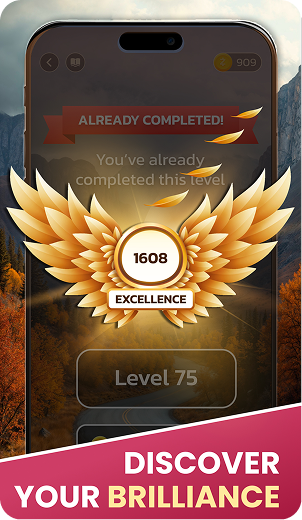 909
ALREADY COMPLETED!
You've already
completed this level
1608
EXCELLENCE
Level 75
DISCOVER
YOUR BRILLIANCE